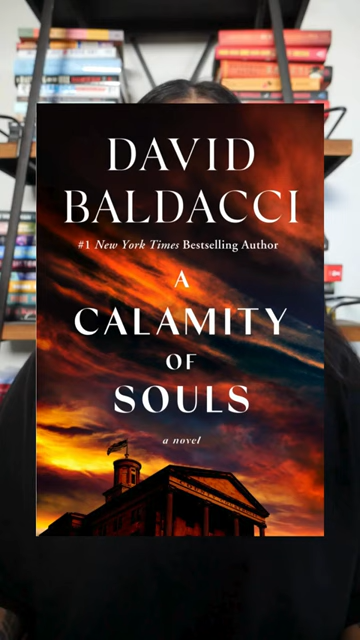 DAVID
BALDACCI
#1 New York Times Bestselling Author
A
CALAMITY
OF
SOULS
a novel